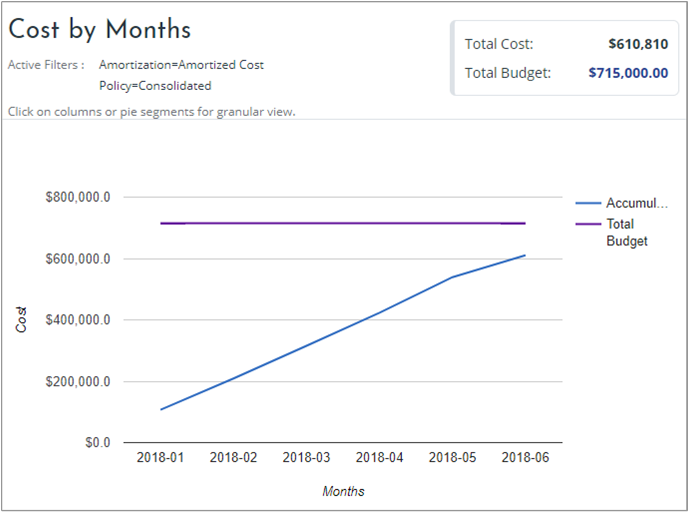 Cost by Months
Active Filters : Amortization=Amortized Cost
Policy=Consolidated
Click on columns or pie segments for granular view.
Total Cost: $610,810
Total Budget: $715,000.00
$800,000.0
$600,000.0
$400,000.0
$200,000.0
$0.0
Cost
2018-01 2018-02 2018-03 2018-04 2018-05 2018-06
Months
Accumul...
Total
Budget